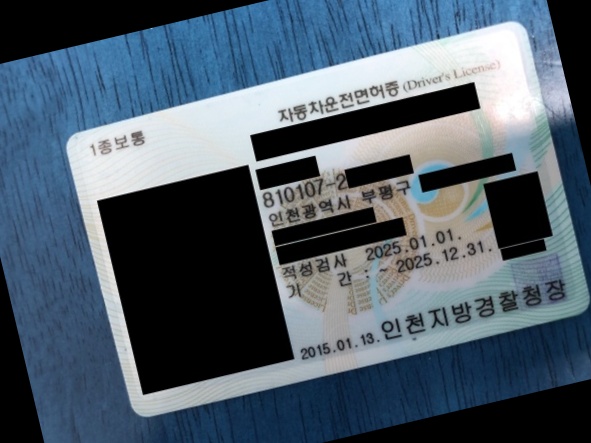 자동차운전면허증 (Driver's License)
1종보통
810107-2
인천광역시 부평구
적성검사 2025.01.01.
기 간 : ~ 2025.12.31.
2015.01.13. 인천지방경찰청장